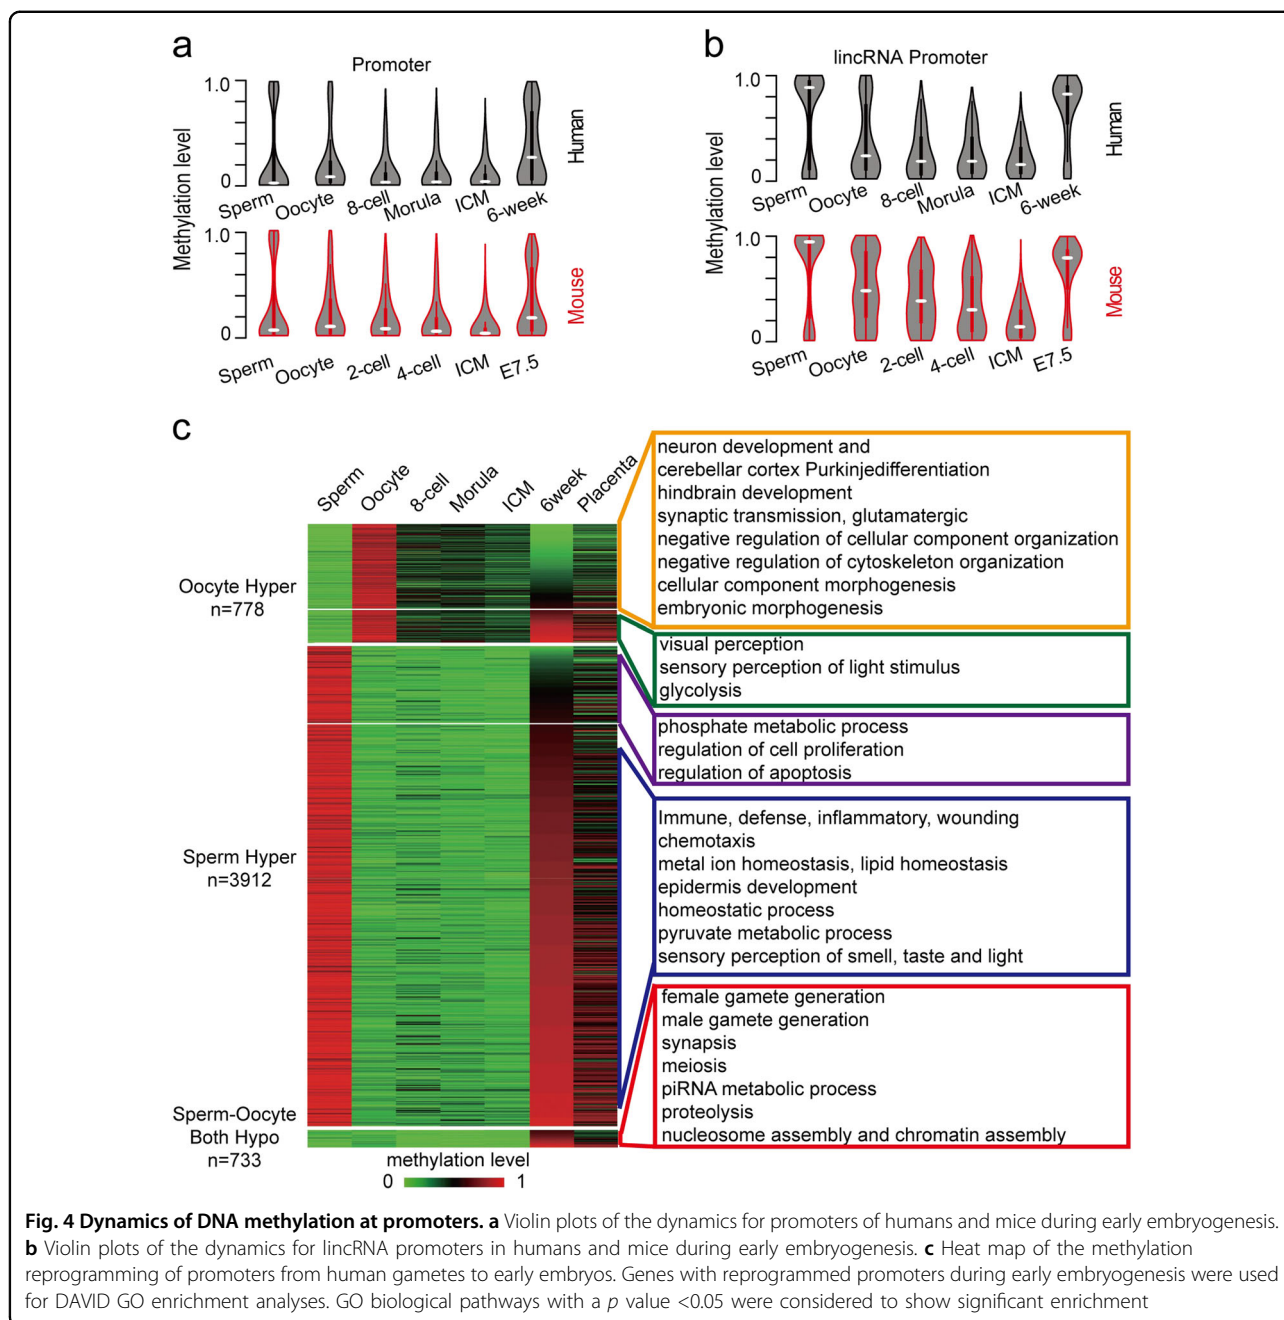 a
Promoter
Methylation level
1.0
0
Human
Sperm
Oocyte
8-cell
Morula
ICM
6-week
1.0
0
Mouse
Sperm
Oocyte
2-cell
4-cell
ICM
E7.5
b
lincRNA Promoter
Methylation level
1.0
0
Human
Sperm
Oocyte
8-cell
Morula
ICM
6-week
1.0
0
Mouse
Sperm
Oocyte
2-cell
4-cell
ICM
E7.5
c
Sperm
Oocyte
8-cell
Morula
ICM
6week
Placenta
Oocyte Hyper
n=778
Sperm Hyper
n=3912
Sperm-Oocyte
Both Hypo
n=733
methylation level
0
1
neuron development and
cerebellar cortex Purkinjedifferentiation
hindbrain development
synaptic transmission, glutamatergic
negative regulation of cellular component organization
negative regulation of cytoskeleton organization
cellular component morphogenesis
embryonic morphogenesis
visual perception
sensory perception of light stimulus
glycolysis
phosphate metabolic process
regulation of cell proliferation
regulation of apoptosis
Immune, defense, inflammatory, wounding
chemotaxis
metal ion homeostasis, lipid homeostasis
epidermis development
homeostatic process
pyruvate metabolic process
sensory perception of smell, taste and light
female gamete generation
male gamete generation
synapsis
meiosis
piRNA metabolic process
proteolysis
nucleosome assembly and chromatin assembly
Fig. 4 Dynamics of DNA methylation at promoters. a Violin plots of the dynamics for promoters of humans and mice during early embryogenesis.
b Violin plots of the dynamics for lincRNA promoters in humans and mice during early embryogenesis. c Heat map of the methylation
reprogramming of promoters from human gametes to early embryos. Genes with reprogrammed promoters during early embryogenesis were used
for DAVID GO enrichment analyses. GO biological pathways with a p value <0.05 were considered to show significant enrichment